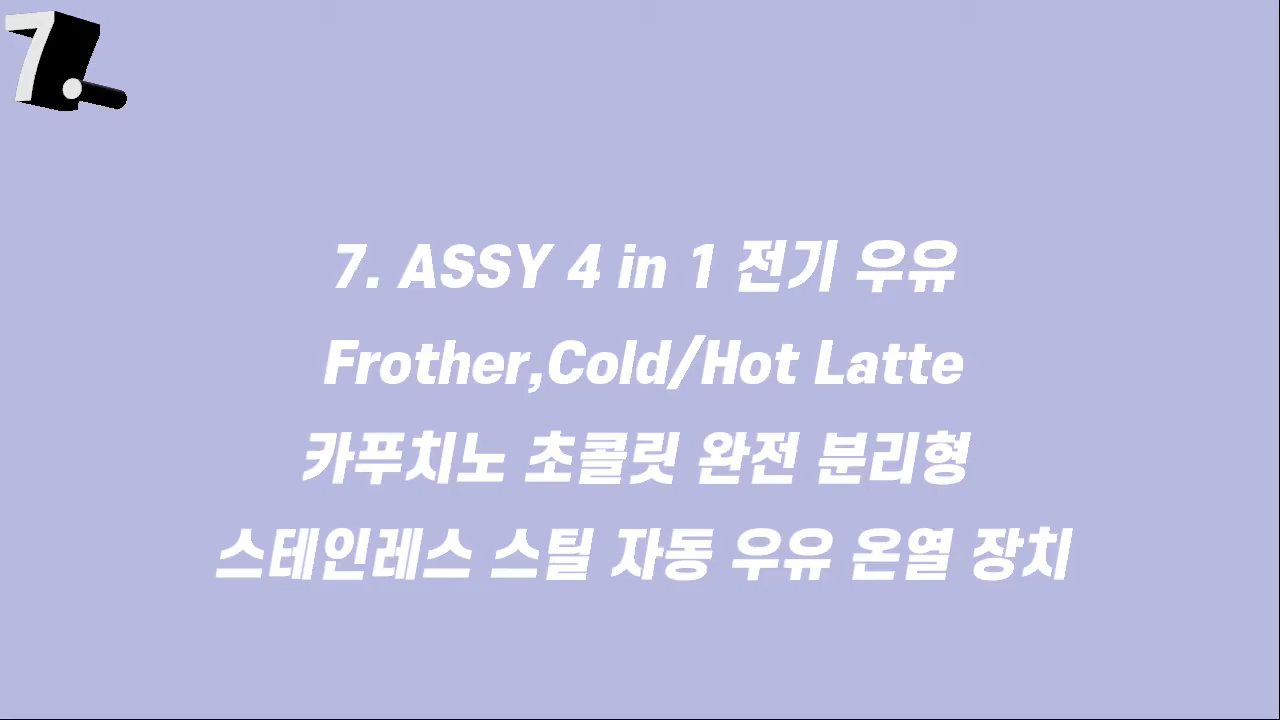 7.
7. ASSY 4 in 1 전기 우유
Frother,Cold/Hot Latte
카푸치노 초콜릿 완전 분리형
스테인레스 스틸 자동 우유 온열 장치